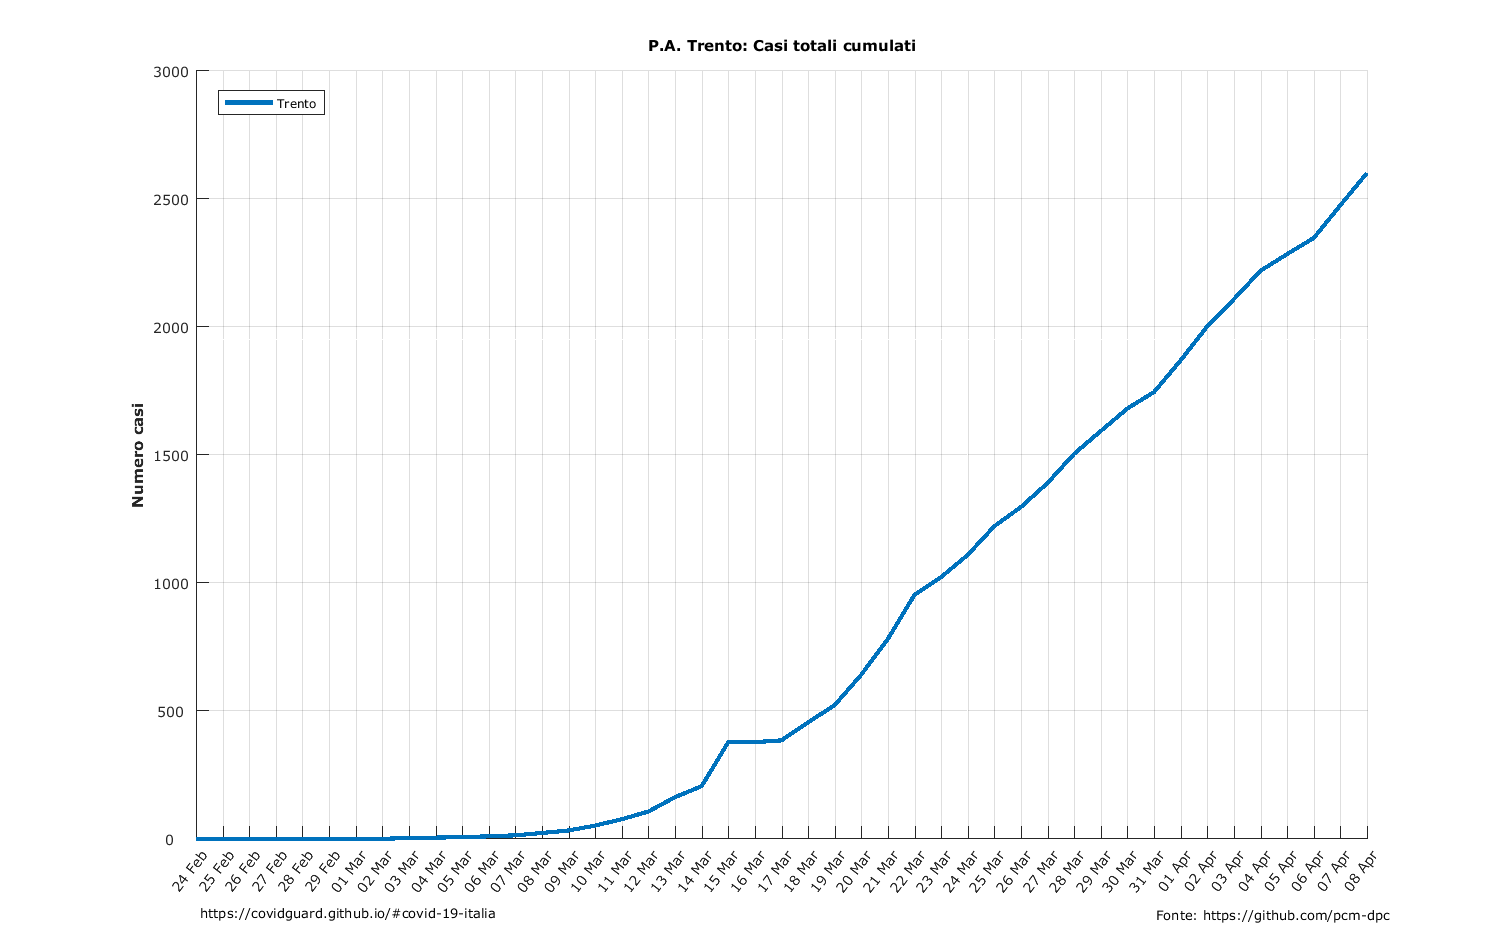 P.A. Trento: Casi totali cumulati
Trento
Numero casi
3000
2500
2000
1500
1000
500
0
24 Feb
25 Feb
26 Feb
27 Feb
28 Feb
29 Feb
01 Mar
02 Mar
03 Mar
04 Mar
05 Mar
06 Mar
07 Mar
08 Mar
09 Mar
10 Mar
11 Mar
12 Mar
13 Mar
14 Mar
15 Mar
16 Mar
17 Mar
18 Mar
19 Mar
20 Mar
21 Mar
22 Mar
23 Mar
24 Mar
25 Mar
26 Mar
27 Mar
28 Mar
29 Mar
30 Mar
31 Mar
01 Apr
02 Apr
03 Apr
04 Apr
05 Apr
06 Apr
07 Apr
08 Apr
https://covidguard.github.io/#covid-19-italia
Fonte: https://github.com/pcm-dpc